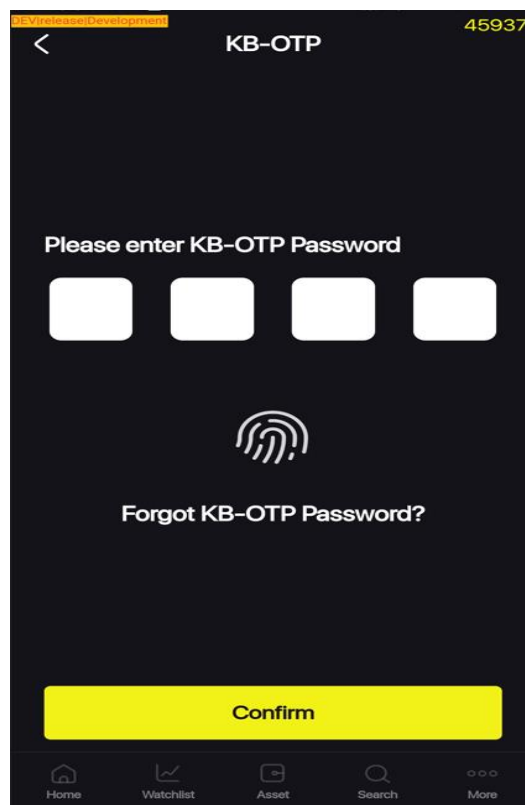 DEV|release|Development
45937
KB-OTP
Please enter KB-OTP Password
Forgot KB-OTP Password?
Confirm
Home Watchlist Asset Search More